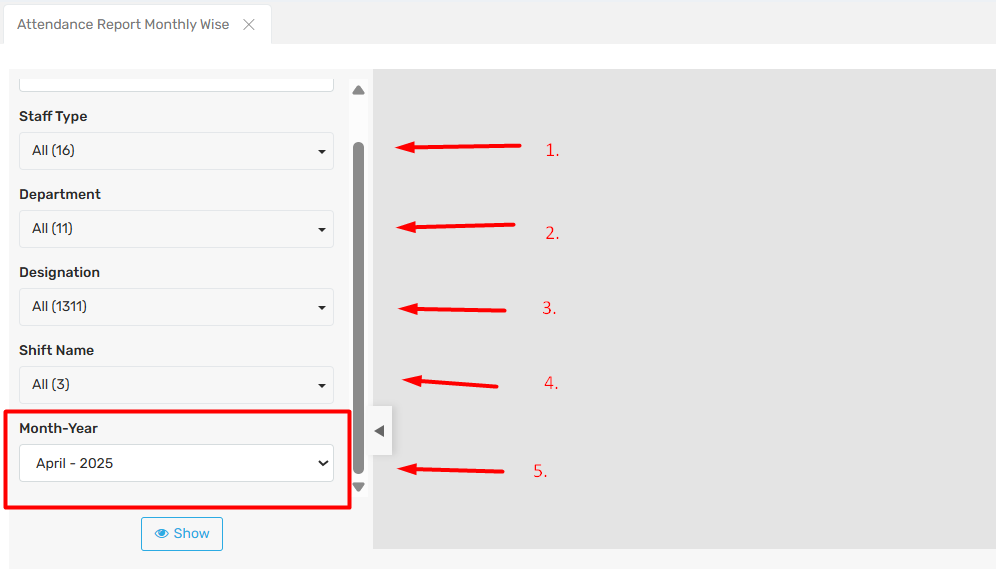 Attendance Report Monthly Wise
Staff Type
All (16)
1.
Department
All (11)
2.
Designation
All (1311)
3.
Shift Name
All (3)
4.
Month-Year
April - 2025
5.
Show